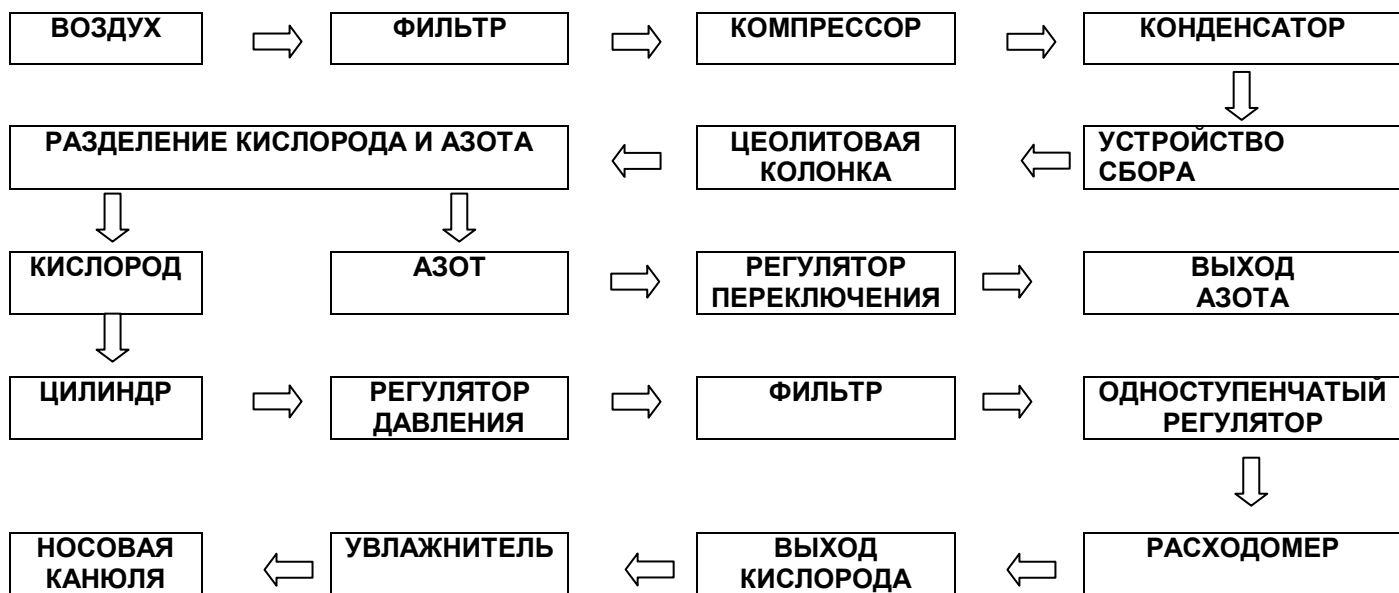 ВОЗДУХ
ФИЛЬТР
КОМПРЕССОР
КОНДЕНСАТОР
УСТРОЙСТВО
СБОРА
ЦЕОЛИТОВАЯ
КОЛОНКА
РАЗДЕЛЕНИЕ КИСЛОРОДА И АЗОТА
КИСЛОРОД
АЗОТ
РЕГУЛЯТОР
ПЕРЕКЛЮЧЕНИЯ
ВЫХОД
АЗОТА
ЦИЛИНДР
РЕГУЛЯТОР
ДАВЛЕНИЯ
ФИЛЬТР
ОДНОСТУПЕНЧАТЫЙ
РЕГУЛЯТОР
РАСХОДОМЕР
ВЫХОД
КИСЛОРОДА
УВЛАЖНИТЕЛЬ
НОСОВАЯ
КАНЮЛЯ